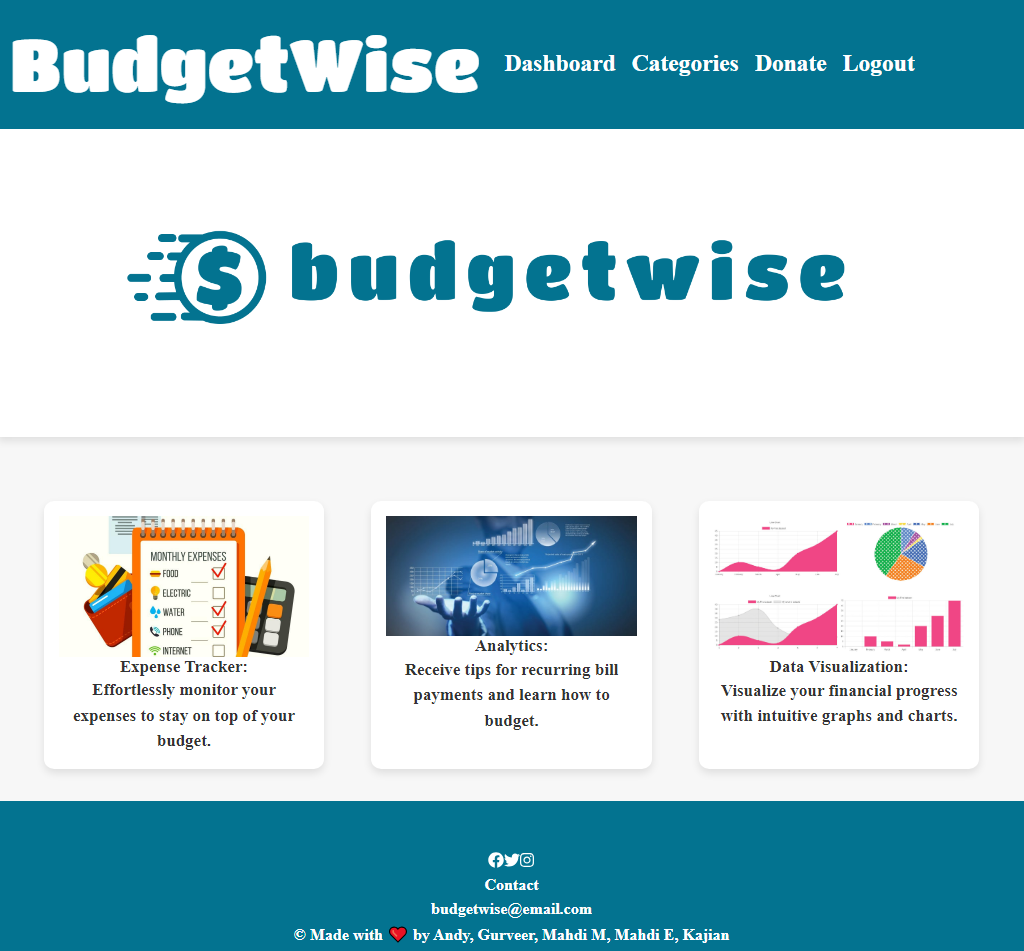 BudgetWise
Dashboard Categories Donate Logout
$ budgetwise
MONTHLY EXPENSES
FOOD
ELECTRIC
WATER
PHONE
INTERNET
Expense Tracker:
Effortlessly monitor your
expenses to stay on top of your
budget.
Analytics:
Receive tips for recurring bill
payments and learn how to
budget.
Data Visualization:
Visualize your financial progress
with intuitive graphs and charts.
Contact
budgetwise@email.com
© Made with ❤️ by Andy, Gurveer, Mahdi M, Mahdi E, Kajian